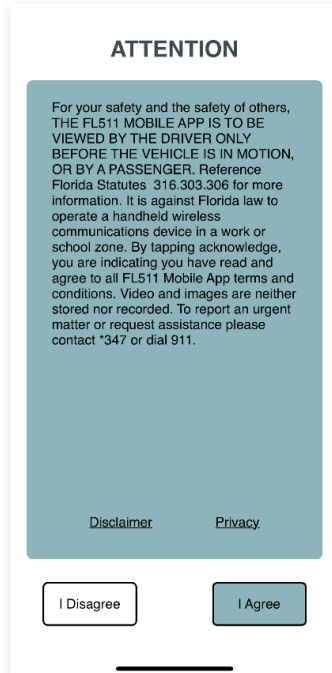 ATTENTION
For your safety and the safety of others,
THE FL511 MOBILE APP IS TO BE
VIEWED BY THE DRIVER ONLY
BEFORE THE VEHICLE IS IN MOTION,
OR BY A PASSENGER. Reference
Florida Statutes  316.303.306 for more
information. It is against Florida law to
operate a handheld wireless
communications device in a work or
school zone. By tapping acknowledge,
you are indicating you have read and
agree to all FL511 Mobile App terms and
conditions. Video and images are neither
stored nor recorded. To report an urgent
matter or request assistance please
contact *347 or dial 911.
Disclaimer Privacy
I Disagree I Agree